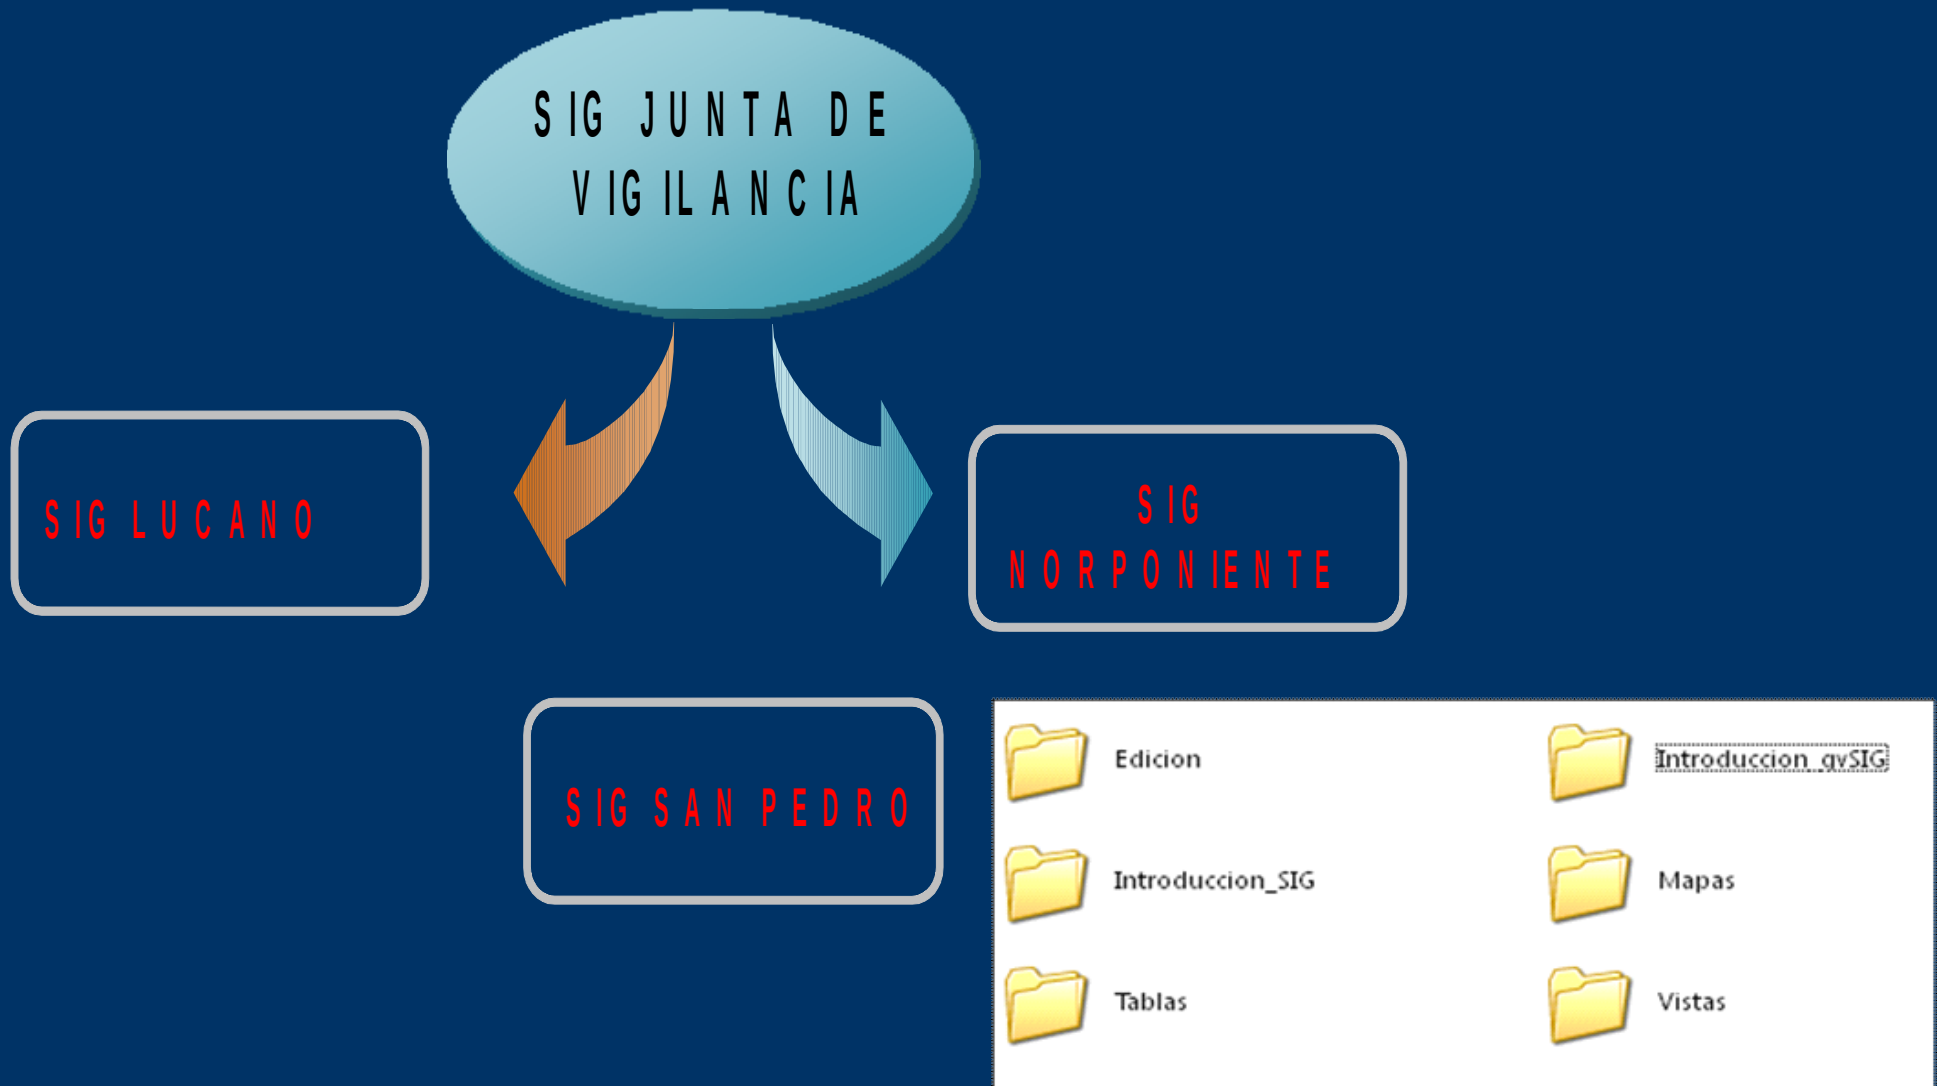 SIG JUNTA DE
VIGILANCIA
SIG LUCANO
SIG
NORPONIENTE
SIG SAN PEDRO
Edicion
Introduccion_gvSIG
Introduccion_SIG
Mapas
Tablas
Vistas